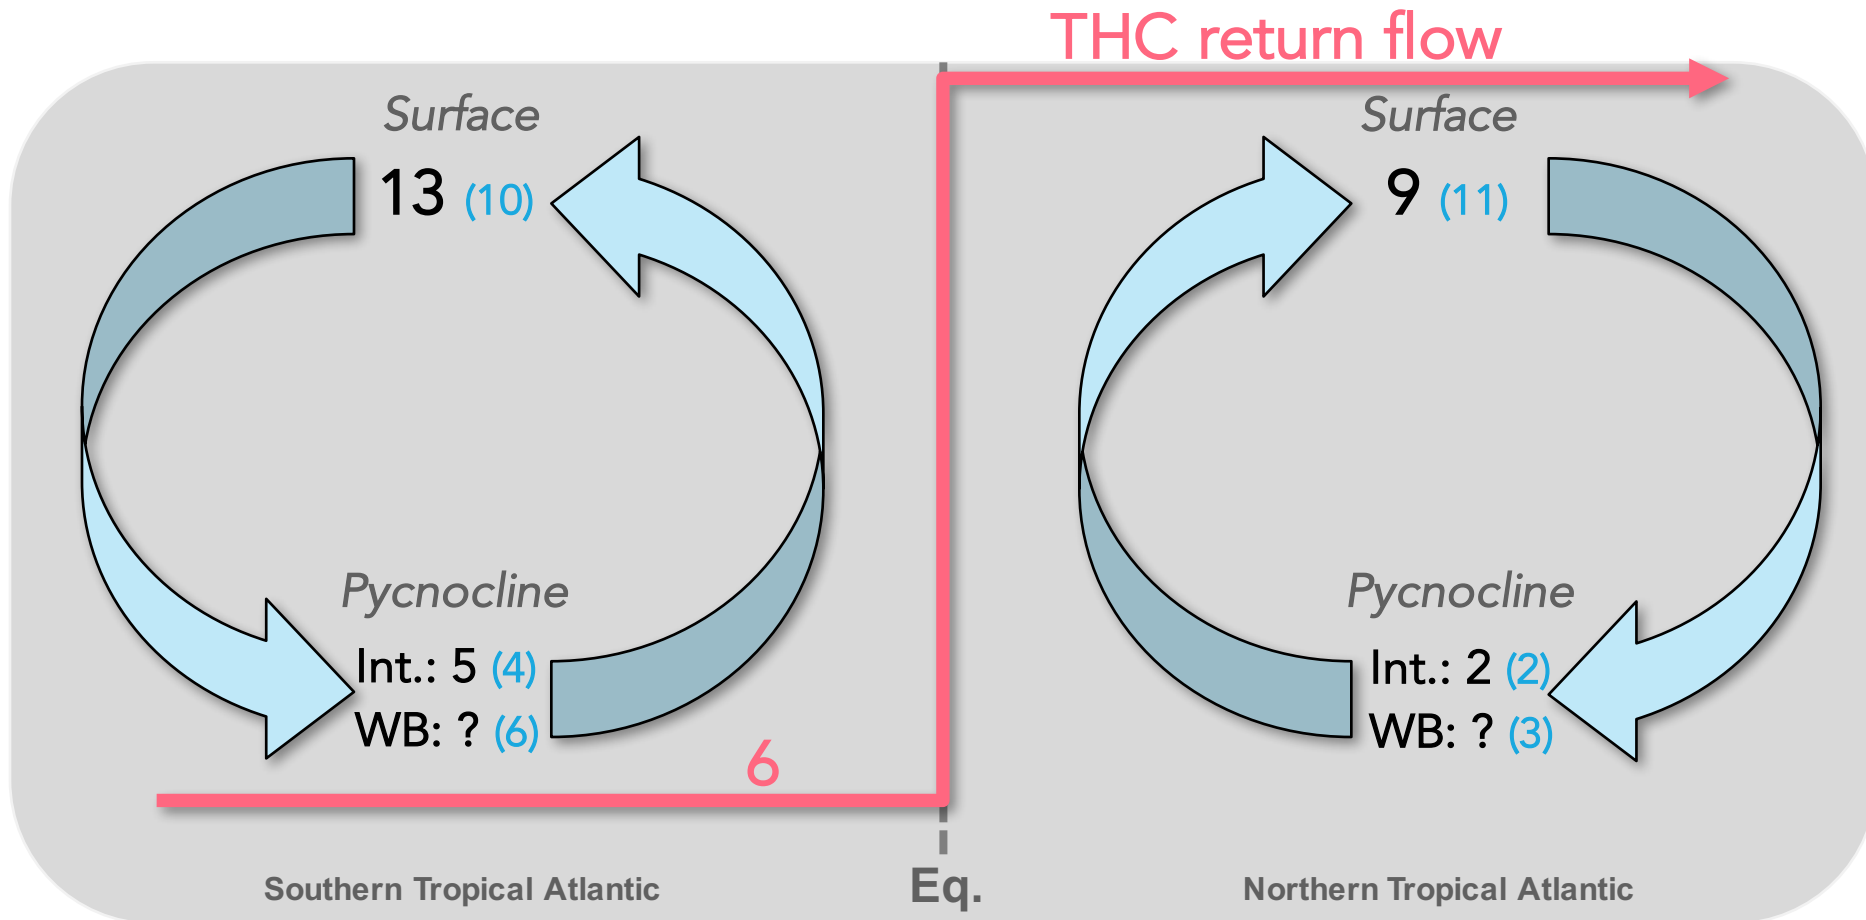 THC return flow
Surface
13 (10)
Pycnocline
Int.: 5 (4)
WB: ? (6)
6
Southern Tropical Atlantic
Eq.
Surface
9 (11)
Pycnocline
Int.: 2 (2)
WB: ? (3)
Northern Tropical Atlantic